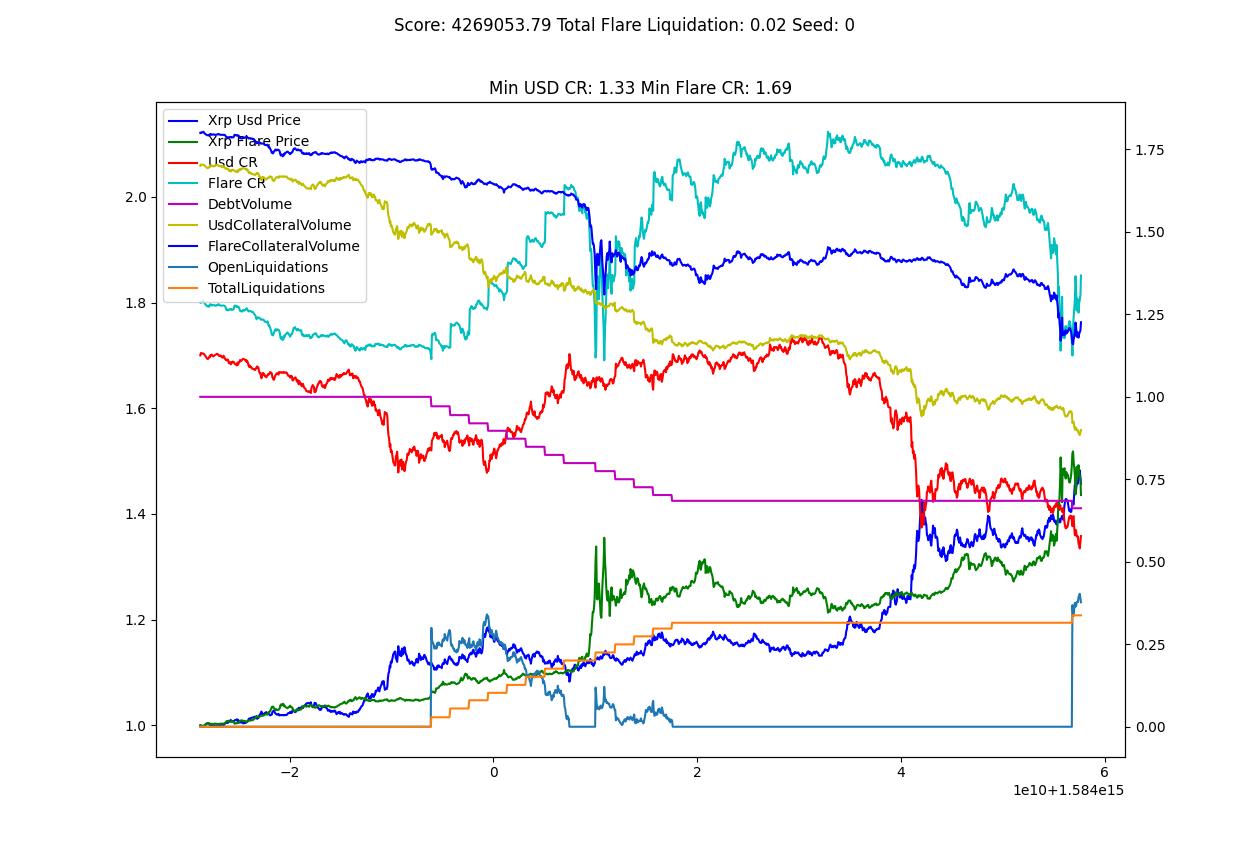 Score: 4269053.79 Total Flare Liquidation: 0.02 Seed: 0
Min USD CR: 1.33 Min Flare CR: 1.69
Xrp Usd Price
Xrp Flare Price
Usd CR
Flare CR
DebtVolume
UsdCollateralVolume
FlareCollateralVolume
OpenLiquidations
TotalLiquidations
2.0
1.8
1.6
1.4
1.2
1.0
1.75
1.50
1.25
1.00
0.75
0.50
0.25
0.00
−2 0 2 4 6
1e10+1.584e15